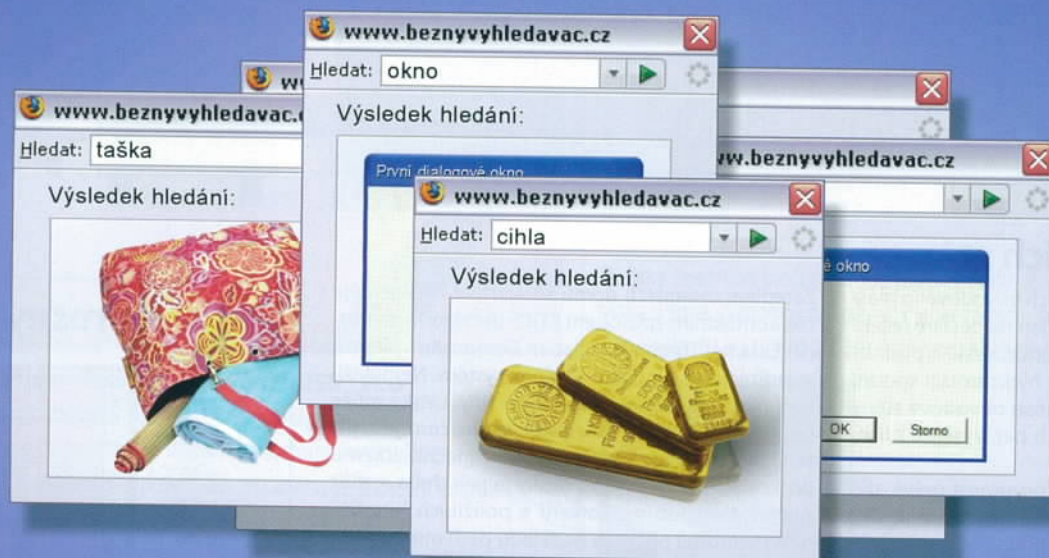 www.beznyvyhledavac.cz
Hledat: okno
Výsledek hledání:
První dialogové okno
www.beznyvyhledavac.c
Hledat: taška
Výsledek hledání:
www.beznyvyhledavac.cz
Hledat: cihla
Výsledek hledání:
ww.beznyvyhledavac.cz
okno
OK
Storno